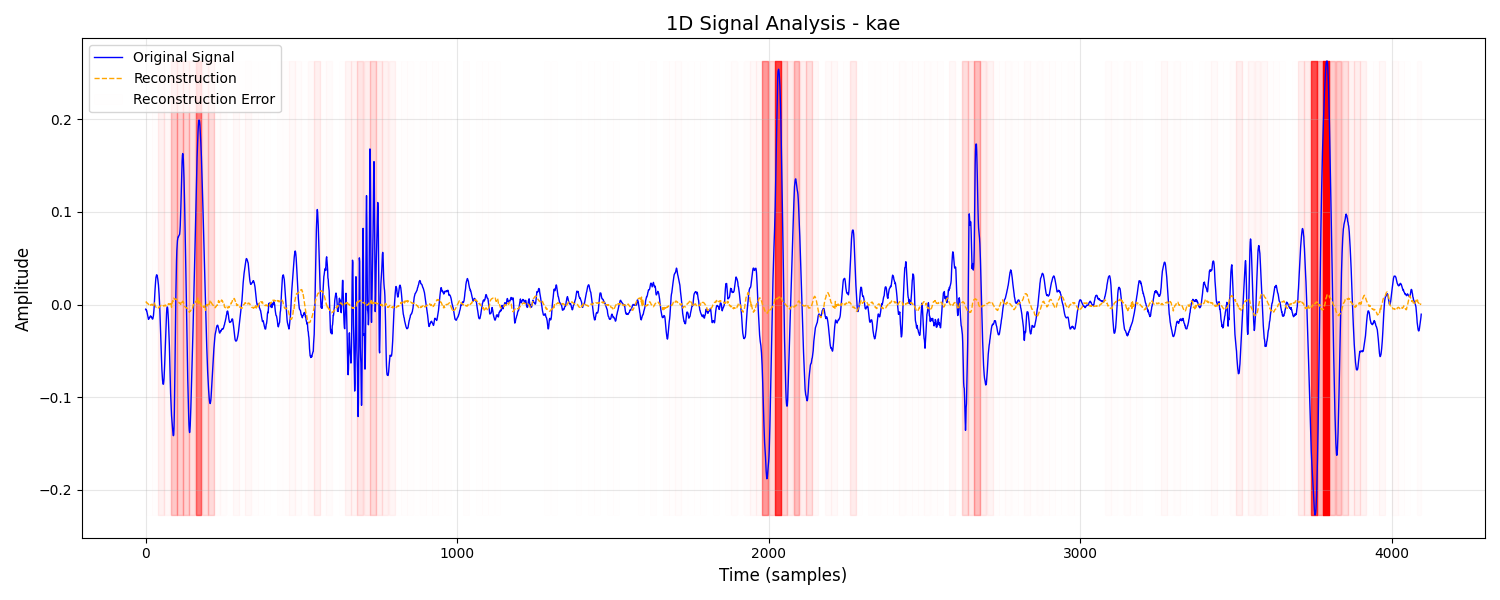 1D Signal Analysis - kae
Original Signal
Reconstruction
Reconstruction Error
Amplitude
0.2
0.1
0.0
−0.1
−0.2
0
1000
2000
3000
4000
Time (samples)